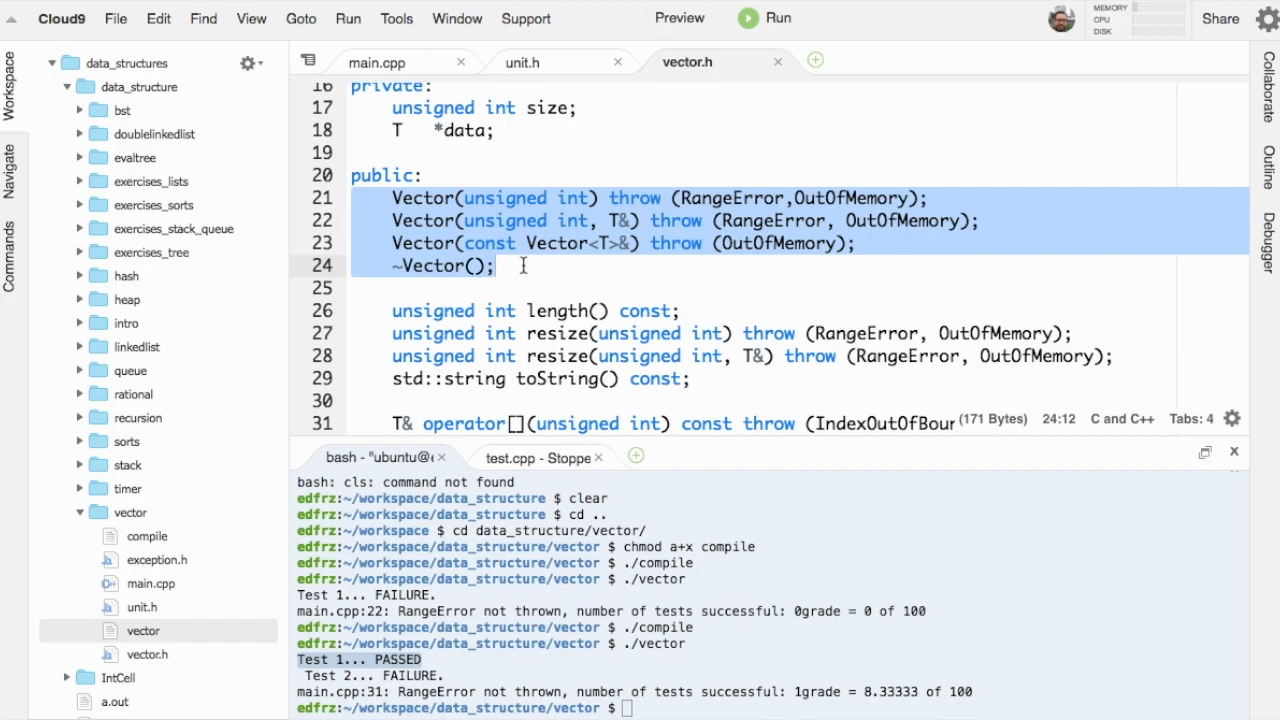 Cloud9 File Edit Find View Goto Run Tools Window Support Preview Run MEMORY CPU DISK Share
Workspace
Navigate
Commands
data_structures
data_structure
bst
doublelinkedlist
evaltree
exercises_lists
exercises_sorts
exercises_stack_queue
exercises_tree
hash
heap
intro
linkedlist
queue
rational
recursion
sorts
stack
timer
vector
compile
exception.h
main.cpp
unit.h
vector
vector.h
IntCell
a.out
main.cpp unit.h vector.h
16 private:
17 unsigned int size;
18 T *data;
19
20 public:
21 Vector(unsigned int) throw (RangeError,OutOfMemory);
22 Vector(unsigned int, T&) throw (RangeError, OutOfMemory);
23 Vector(const Vector<T>&) throw (OutOfMemory);
24 ~Vector();
25
26 unsigned int length() const;
27 unsigned int resize(unsigned int) throw (RangeError, OutOfMemory);
28 unsigned int resize(unsigned int, T&) throw (RangeError, OutOfMemory);
29 std::string toString() const;
30
31 T& operator[](unsigned int) const throw (IndexOutOfBour
(171 Bytes) 24:12 C and C++ Tabs: 4
bash - "ubuntu@e test.cpp - Stoppe
bash: cls: command not found
edfrz:~/workspace/data_structure $ clear
edfrz:~/workspace/data_structure $ cd ..
edfrz:~/workspace $ cd data_structure/vector/
edfrz:~/workspace/data_structure/vector $ chmod a+x compile
edfrz:~/workspace/data_structure/vector $ ./compile
edfrz:~/workspace/data_structure/vector $ ./vector
Test 1... FAILURE.
main.cpp:22: RangeError not thrown, number of tests successful: 0grade = 0 of 100
edfrz:~/workspace/data_structure/vector $ ./compile
edfrz:~/workspace/data_structure/vector $ ./vector
Test 1... PASSED
Test 2... FAILURE.
main.cpp:31: RangeError not thrown, number of tests successful: 1grade = 8.33333 of 100
edfrz:~/workspace/data_structure/vector $
Collaborate
Outline
Debugger